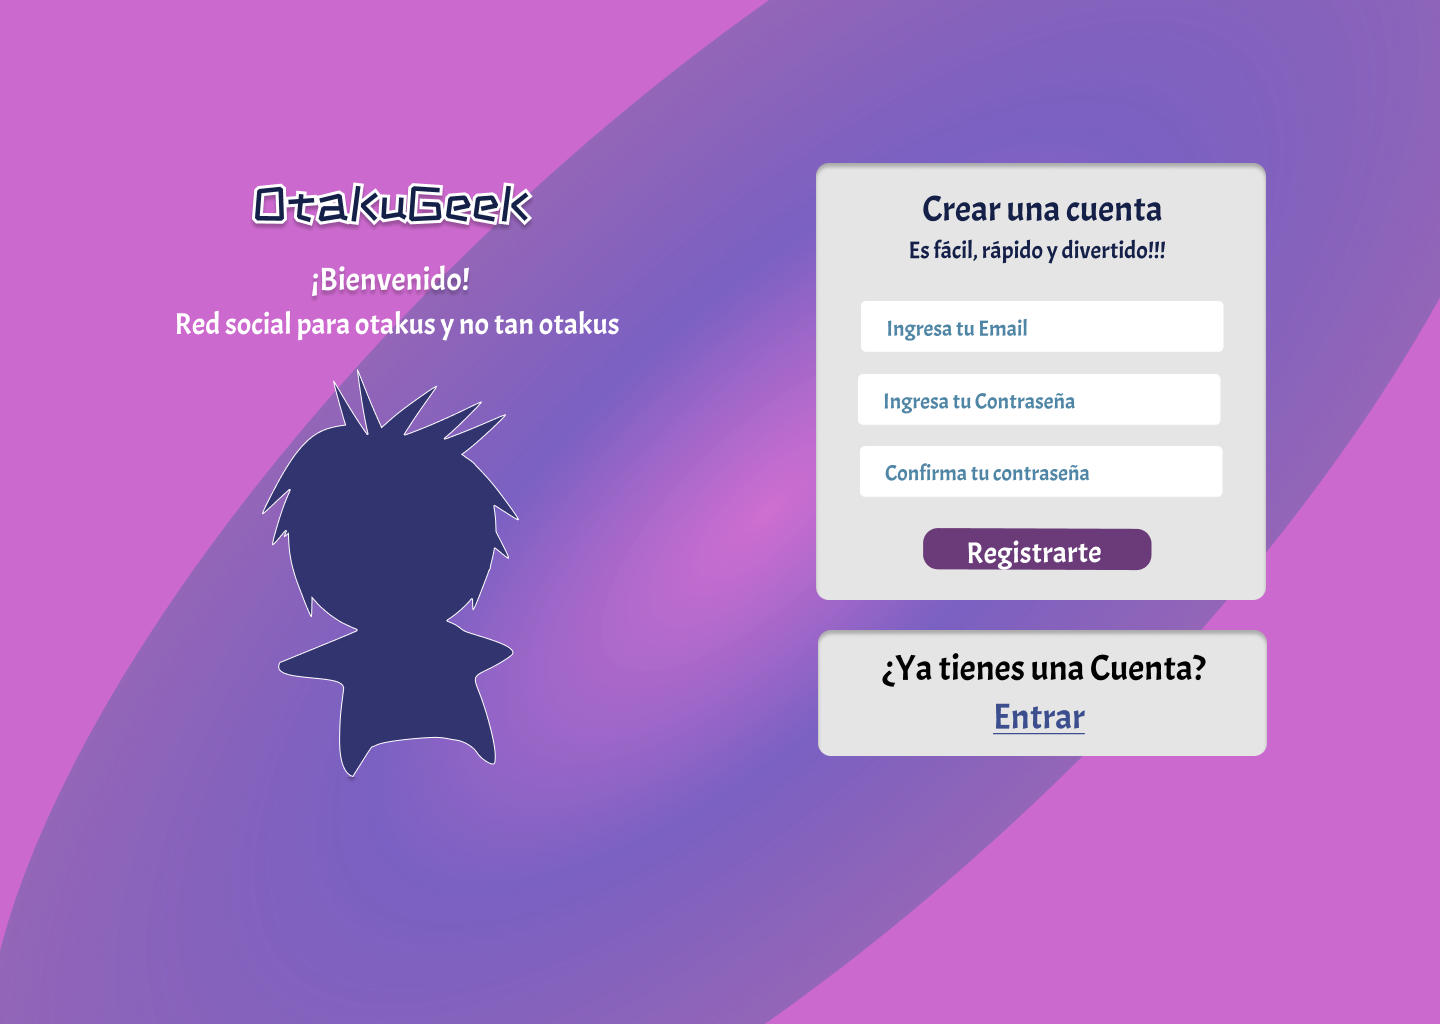 OtakuGeek
¡Bienvenido!
Red social para otakus y no tan otakus
Crear una cuenta
Es fácil, rápido y divertido!!!
Ingresa tu Email
Ingresa tu Contraseña
Confirma tu contraseña
Registrarte
¿Ya tienes una Cuenta?
Entrar